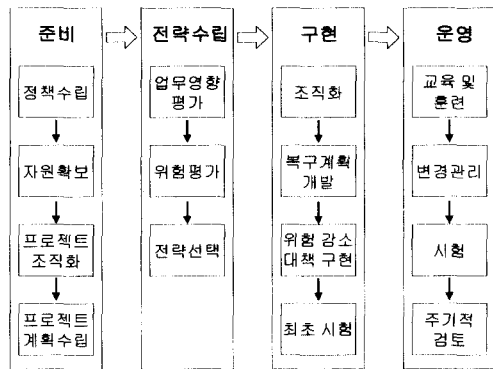 준비
정책수립
자원확보
프로젝트
조직화
프로젝트
계획수립
전략수립
업무영향
평가
위험평가
전략선택
구현
조직화
복구계획
개발
위험 감소
대책 구현
최초 시험
운영
교육 및
훈련
변경관리
시험
주기적
검토